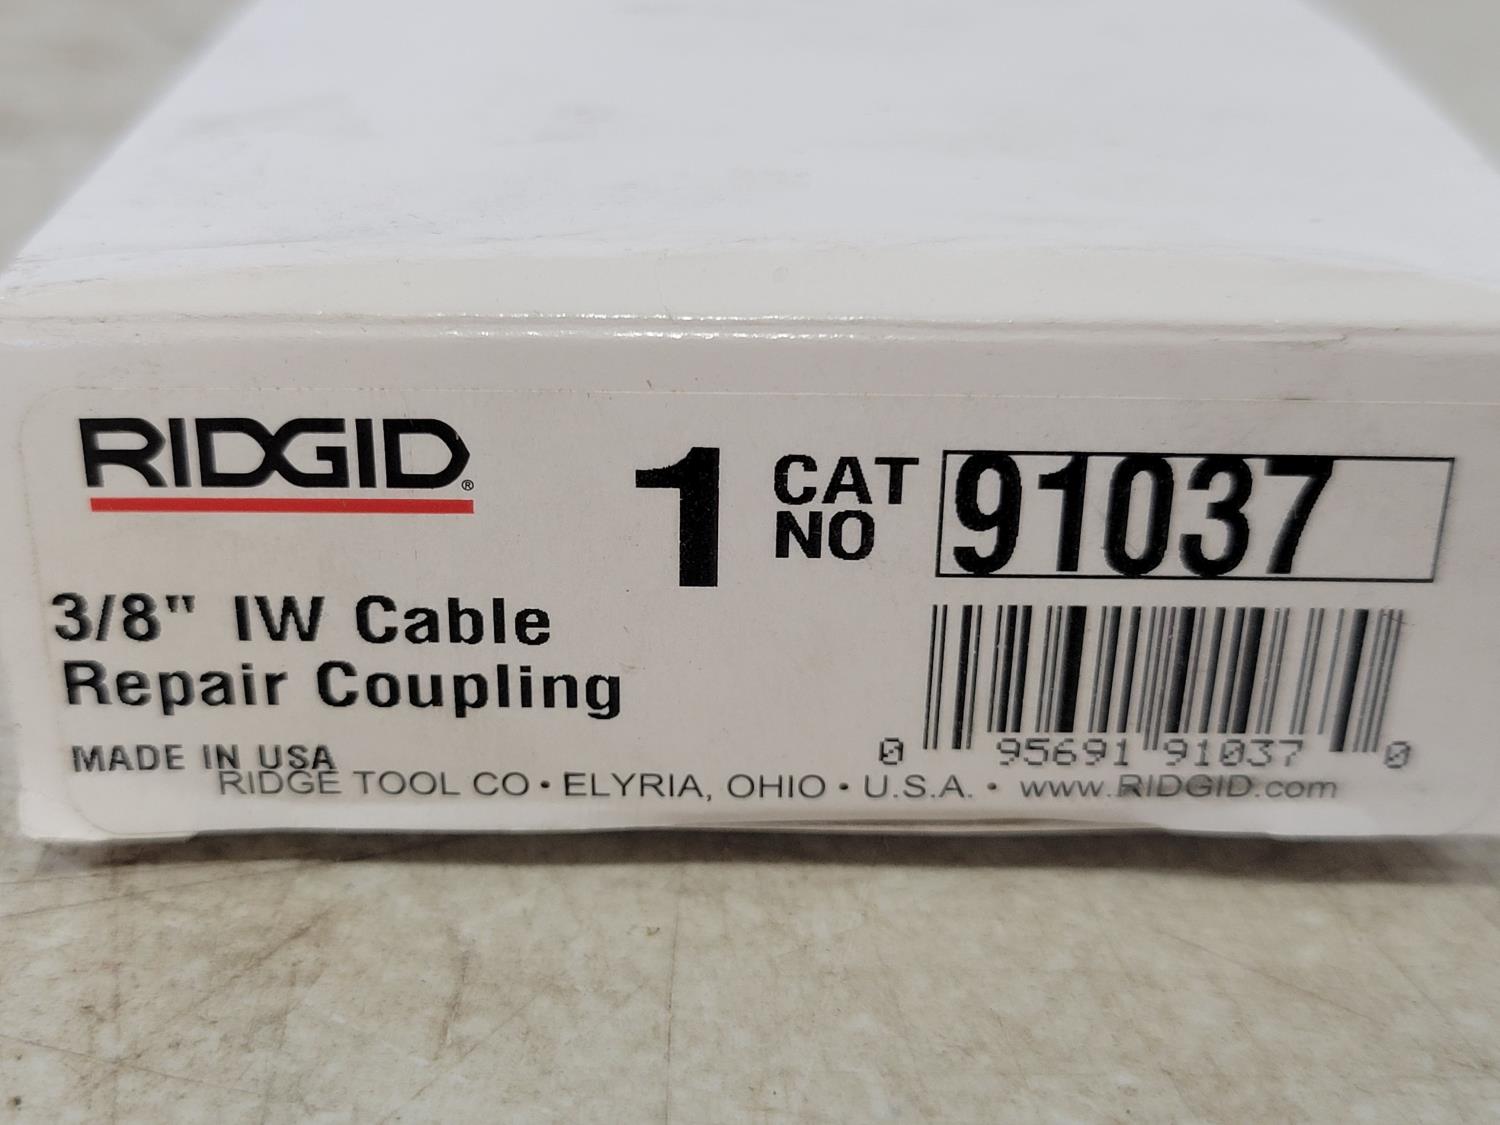 RIDGID®
1 CAT NO 91037
3/8" IW Cable
Repair Coupling
MADE IN USA
0 95691 91037 0
RIDGE TOOL CO • ELYRIA, OHIO • U.S.A. • www.RIDGID.com